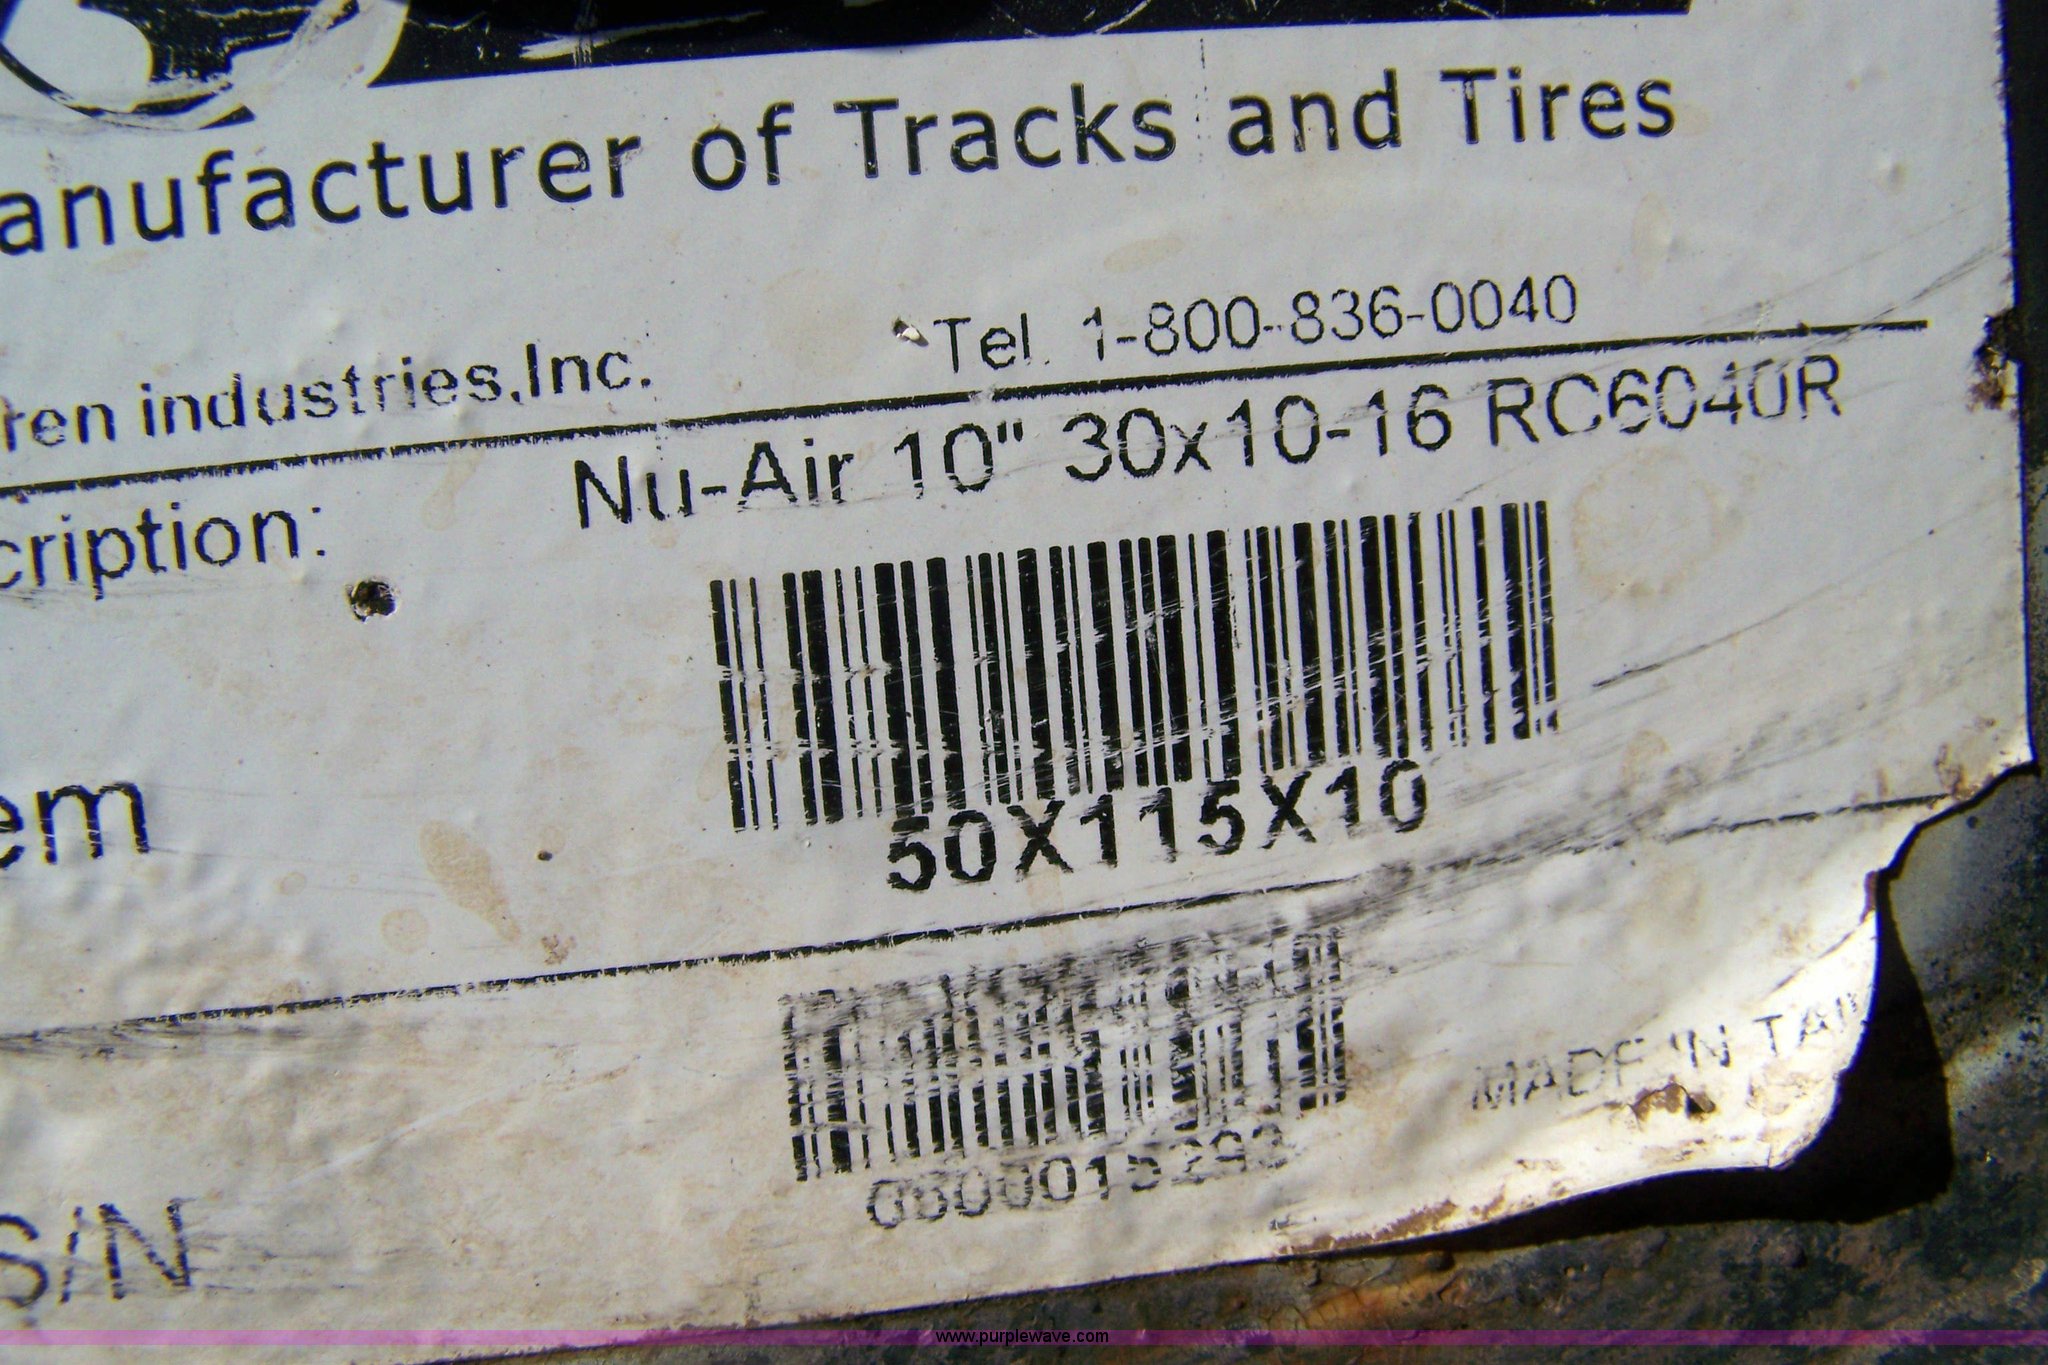 anufacturer of Tracks and Tires
ren industries,Inc. Tel. 1-800-836-0040
cription: Nu-Air 10" 30x10-16 RC6040R
em 50X115X10
MADE IN TAI
S/N
www.purplewave.com